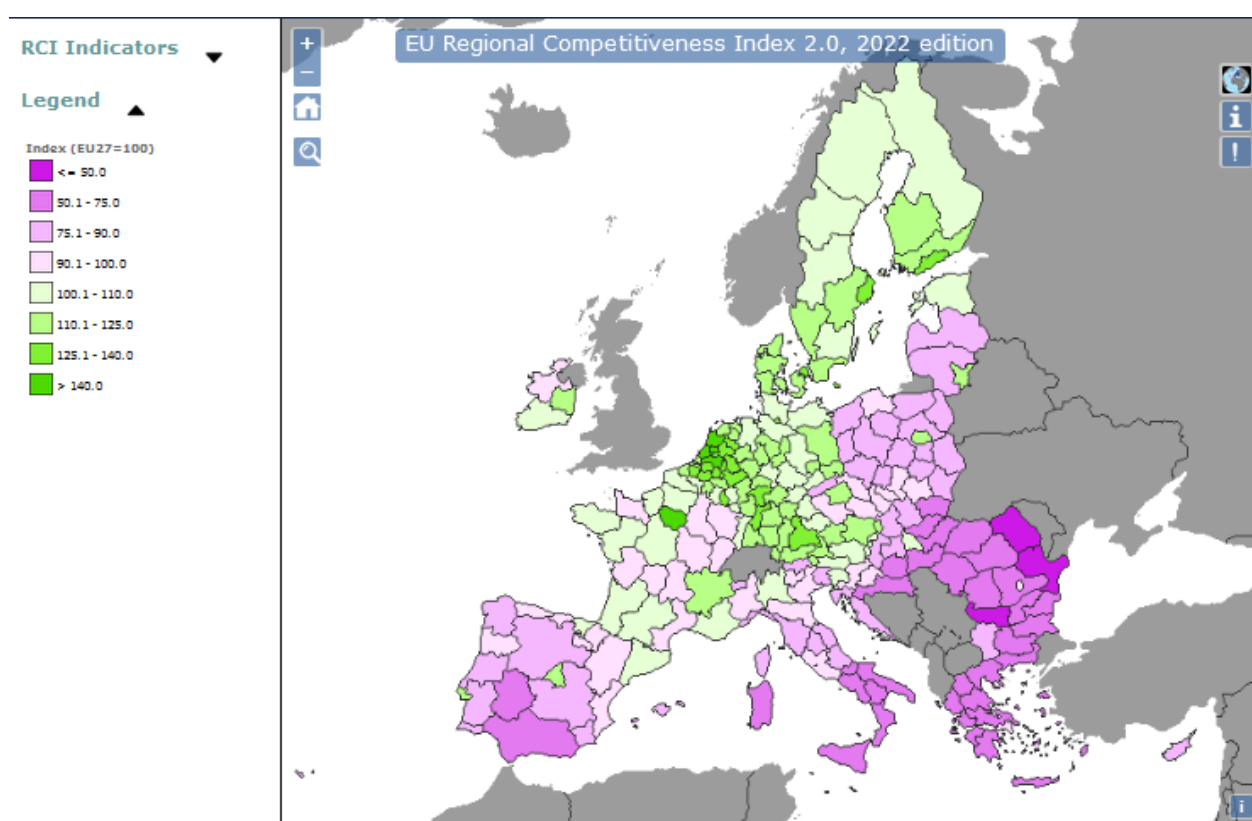 RCI Indicators
Legend
Index (EU27=100)
<= 50.0
50.1 - 75.0
75.1 - 90.0
90.1 - 100.0
100.1 - 110.0
110.1 - 125.0
125.1 - 140.0
> 140.0
+
EU Regional Competitiveness Index 2.0, 2022 edition
−
i
!
i